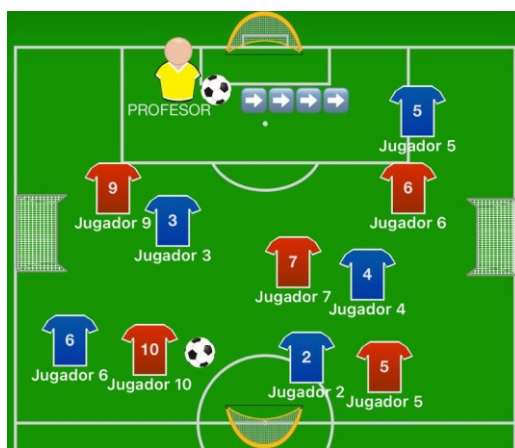 PROFESOR
5
Jugador 5
9
Jugador 9
6
Jugador 6
3
Jugador 3
7
Jugador 7
4
Jugador 4
6
Jugador 6
10
Jugador 10
2
Jugador 2
5
Jugador 5